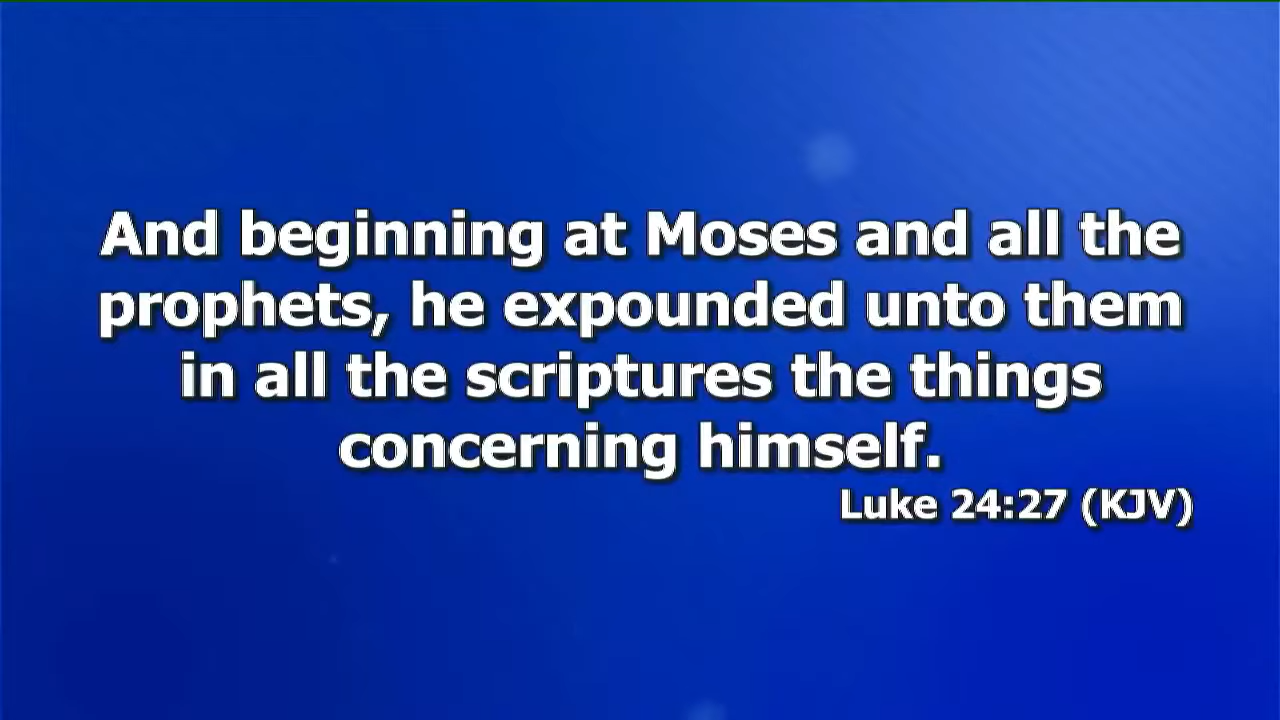 And beginning at Moses and all the
prophets, he expounded unto them
in all the scriptures the things
concerning himself.
Luke 24:27 (KJV)